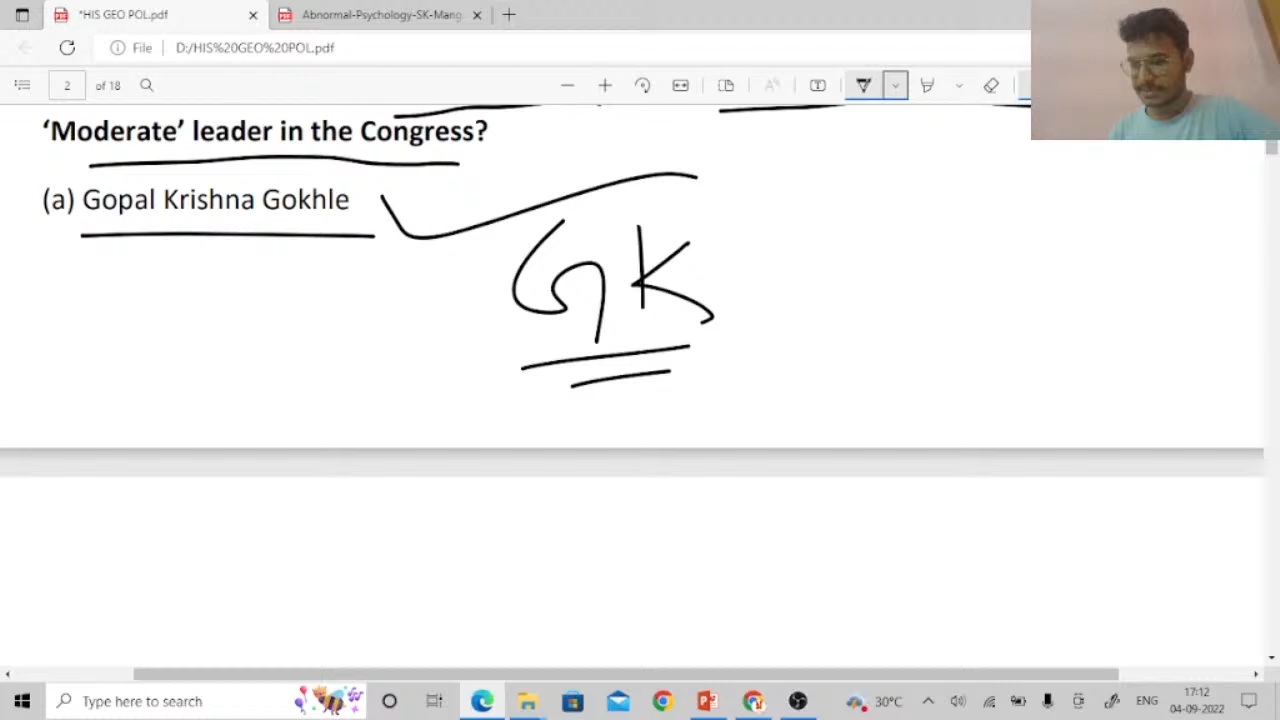 *HIS GEO POL.pdf
Abnormal-Psychology-SK-Mang
File D:/HIS%20GEO%20POL.pdf
2 of 18
'Moderate' leader in the Congress?
(a) Gopal Krishna Gokhle
GK
Type here to search
30°C
ENG
17:12
04-09-2022